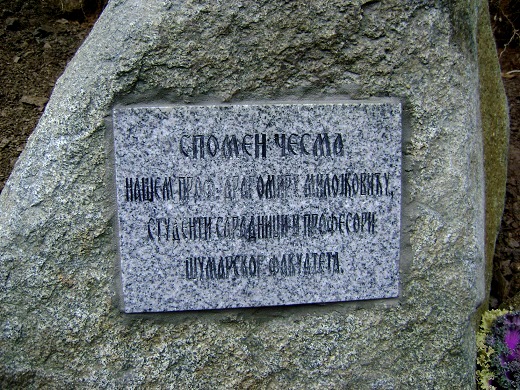 СПОМЕН ЧЕСМА
НАШЕМ ПРОФ. ДРАГОМИРУ МИЛОЈКОВИЋУ,
СТУДЕНТИ САРАДНИЦИ И ПРОФЕСОРИ
ШУМАРСКОГ ФАКУЛТЕТА.